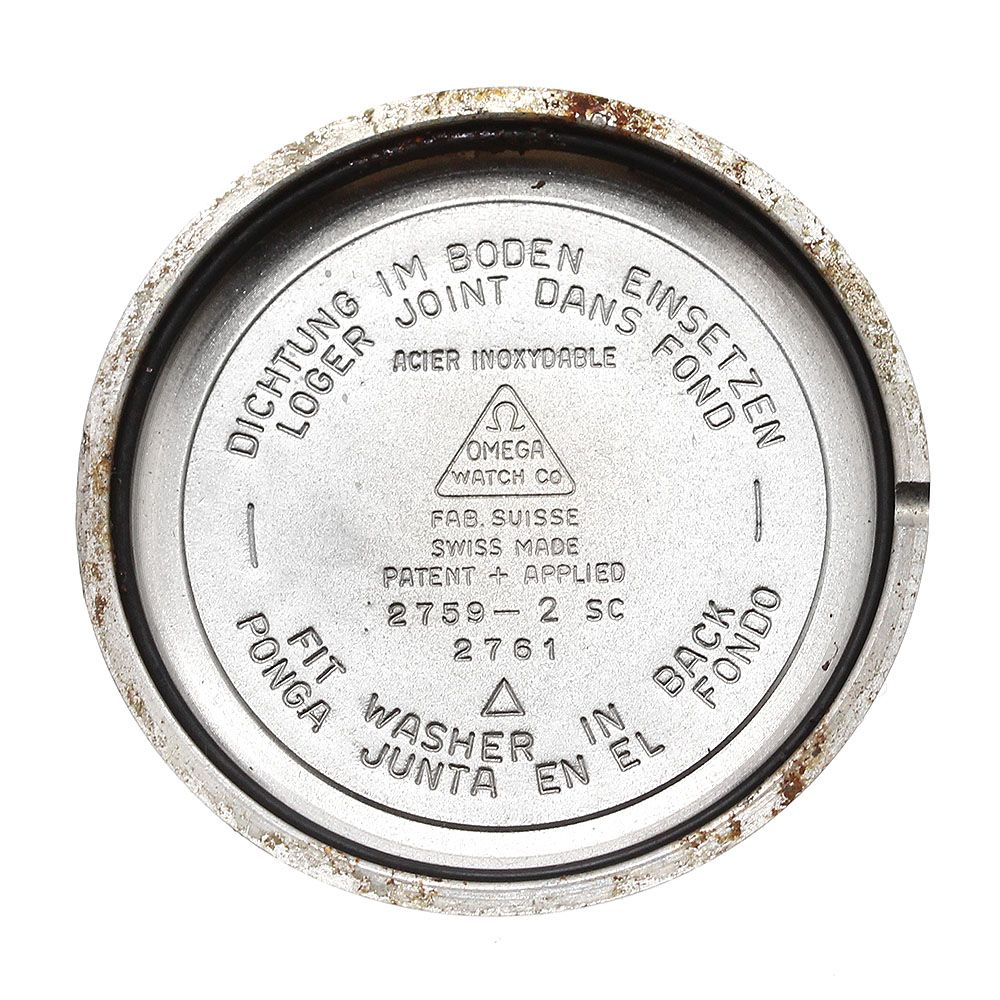 DICHTUNG IM BODEN EINSETZEN
LOGER JOINT DANS FOND
ACIER INOXYDABLE
Ω
OMEGA
WATCH CO
FAB. SUISSE
SWISS MADE
PATENT + APPLIED
2759-2 SC
2761
FIT WASHER IN BACK
PONGA JUNTA EN EL FONDO